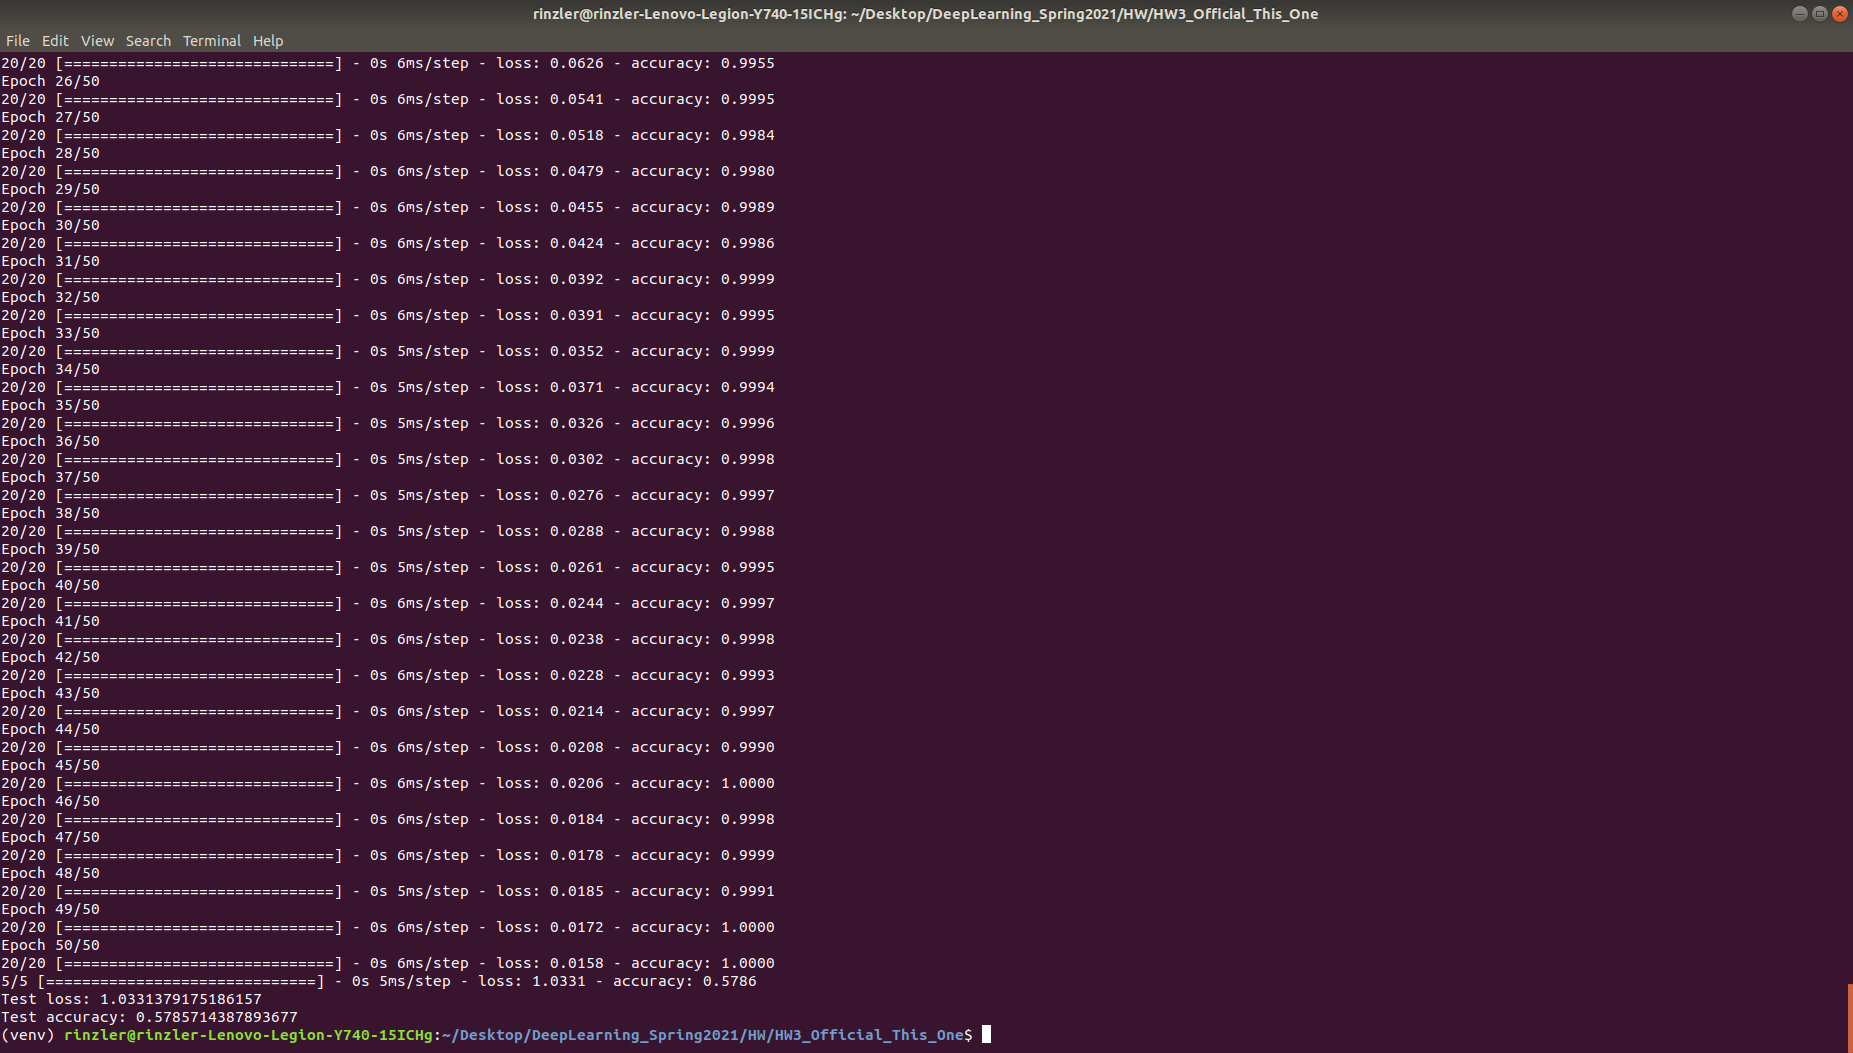 rinzler@rinzler-Lenovo-Legion-Y740-15ICHg: ~/Desktop/DeepLearning_Spring2021/HW/HW3_Official_This_One
File Edit View Search Terminal Help
20/20 [==============================] - 0s 6ms/step - loss: 0.0626 - accuracy: 0.9955
Epoch 26/50
20/20 [==============================] - 0s 6ms/step - loss: 0.0541 - accuracy: 0.9995
Epoch 27/50
20/20 [==============================] - 0s 6ms/step - loss: 0.0518 - accuracy: 0.9984
Epoch 28/50
20/20 [==============================] - 0s 6ms/step - loss: 0.0479 - accuracy: 0.9980
Epoch 29/50
20/20 [==============================] - 0s 6ms/step - loss: 0.0455 - accuracy: 0.9989
Epoch 30/50
20/20 [==============================] - 0s 6ms/step - loss: 0.0424 - accuracy: 0.9986
Epoch 31/50
20/20 [==============================] - 0s 6ms/step - loss: 0.0392 - accuracy: 0.9999
Epoch 32/50
20/20 [==============================] - 0s 6ms/step - loss: 0.0391 - accuracy: 0.9995
Epoch 33/50
20/20 [==============================] - 0s 5ms/step - loss: 0.0352 - accuracy: 0.9999
Epoch 34/50
20/20 [==============================] - 0s 5ms/step - loss: 0.0371 - accuracy: 0.9994
Epoch 35/50
20/20 [==============================] - 0s 5ms/step - loss: 0.0326 - accuracy: 0.9996
Epoch 36/50
20/20 [==============================] - 0s 5ms/step - loss: 0.0302 - accuracy: 0.9998
Epoch 37/50
20/20 [==============================] - 0s 5ms/step - loss: 0.0276 - accuracy: 0.9997
Epoch 38/50
20/20 [==============================] - 0s 5ms/step - loss: 0.0288 - accuracy: 0.9988
Epoch 39/50
20/20 [==============================] - 0s 5ms/step - loss: 0.0261 - accuracy: 0.9995
Epoch 40/50
20/20 [==============================] - 0s 6ms/step - loss: 0.0244 - accuracy: 0.9997
Epoch 41/50
20/20 [==============================] - 0s 6ms/step - loss: 0.0238 - accuracy: 0.9998
Epoch 42/50
20/20 [==============================] - 0s 6ms/step - loss: 0.0228 - accuracy: 0.9993
Epoch 43/50
20/20 [==============================] - 0s 6ms/step - loss: 0.0214 - accuracy: 0.9997
Epoch 44/50
20/20 [==============================] - 0s 6ms/step - loss: 0.0208 - accuracy: 0.9990
Epoch 45/50
20/20 [==============================] - 0s 6ms/step - loss: 0.0206 - accuracy: 1.0000
Epoch 46/50
20/20 [==============================] - 0s 6ms/step - loss: 0.0184 - accuracy: 0.9998
Epoch 47/50
20/20 [==============================] - 0s 6ms/step - loss: 0.0178 - accuracy: 0.9999
Epoch 48/50
20/20 [==============================] - 0s 5ms/step - loss: 0.0185 - accuracy: 0.9991
Epoch 49/50
20/20 [==============================] - 0s 6ms/step - loss: 0.0172 - accuracy: 1.0000
Epoch 50/50
20/20 [==============================] - 0s 6ms/step - loss: 0.0158 - accuracy: 1.0000
5/5 [==============================] - 0s 5ms/step - loss: 1.0331 - accuracy: 0.5786
Test loss: 1.0331379175186157
Test accuracy: 0.5785714387893677
(venv) rinzler@rinzler-Lenovo-Legion-Y740-15ICHg:~/Desktop/DeepLearning_Spring2021/HW/HW3_Official_This_One$